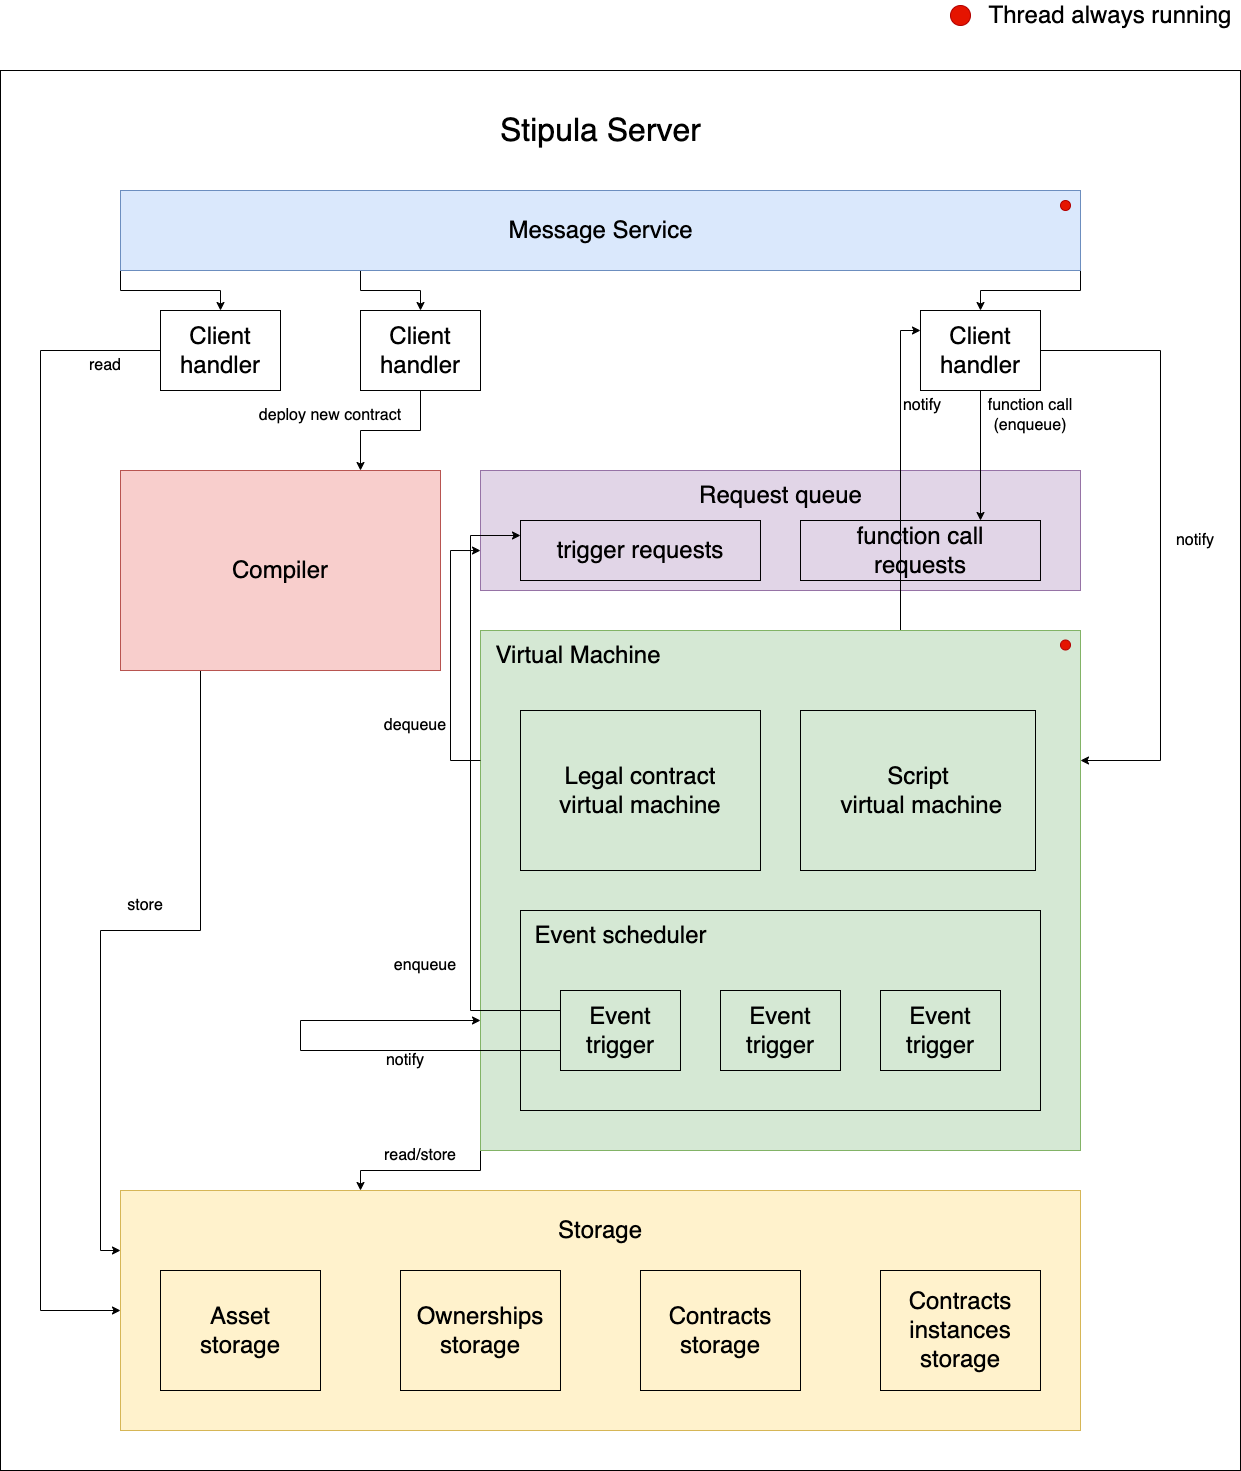 Thread always running
Stipula Server
Message Service
Client
handler
Client
handler
Client
handler
read
deploy new contract
notify
function call
(enqueue)
Request queue
trigger requests
function call
requests
notify
Compiler
Virtual Machine
dequeue
Legal contract
virtual machine
Script
virtual machine
store
Event scheduler
enqueue
Event
trigger
Event
trigger
Event
trigger
notify
read/store
Storage
Asset
storage
Ownerships
storage
Contracts
storage
Contracts
instances
storage